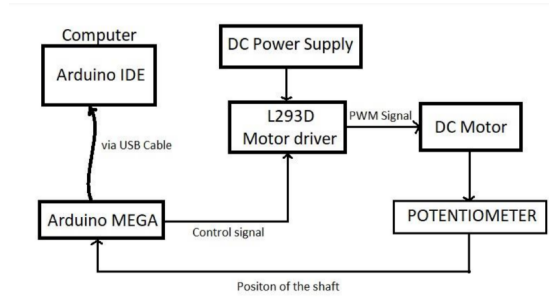 Computer
Arduino IDE
DC Power Supply
via USB Cable
L293D
Motor driver
PWM Signal
DC Motor
Arduino MEGA
Control signal
POTENTIOMETER
Positon of the shaft